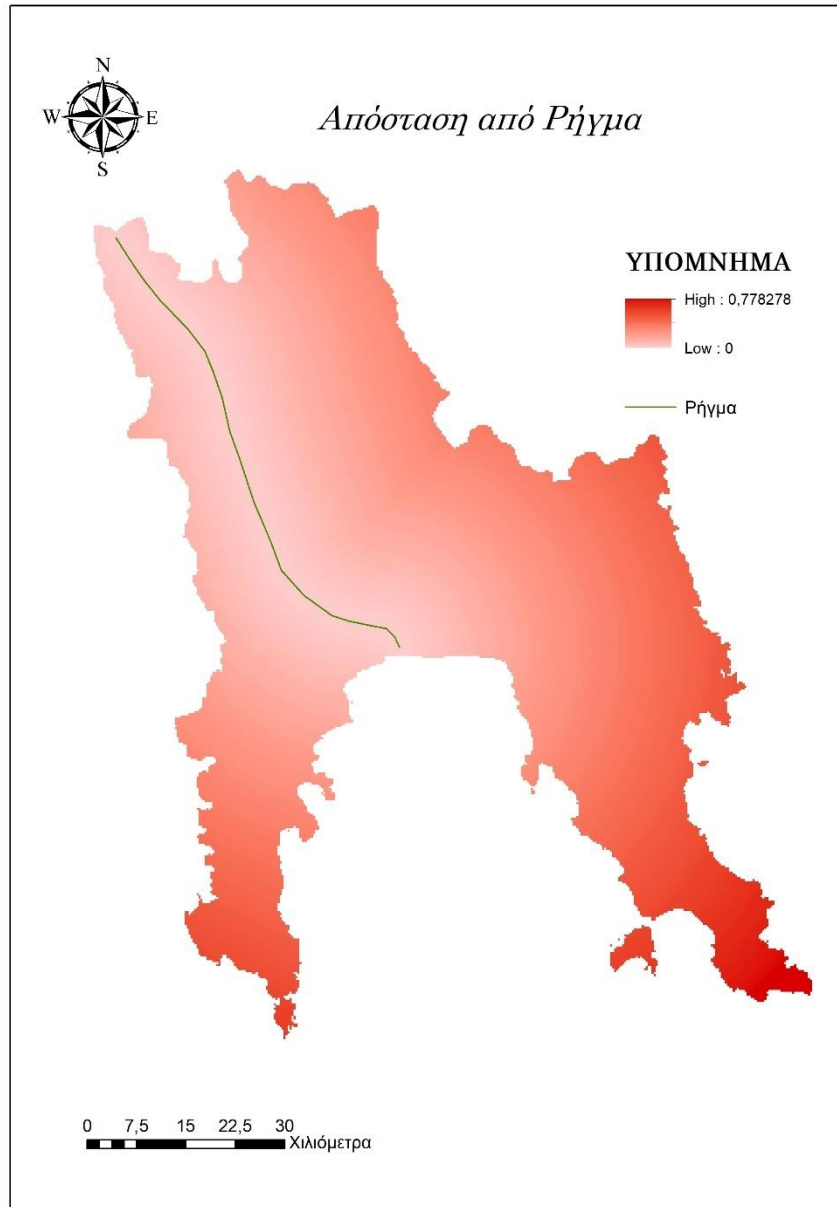 N
W E
S
Απόσταση από Ρήγμα
ΥΠΟΜΝΗΜΑ
High : 0,778278
Low : 0
Ρήγμα
0 7,5 15 22,5 30
Χιλιόμετρα